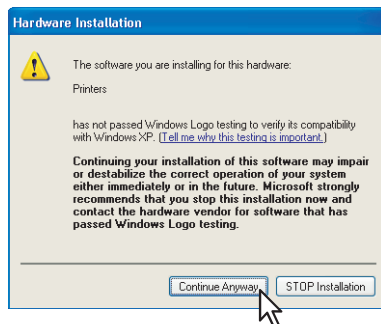 Hardware Installation
The software you are installing for this hardware:
Printers
has not passed Windows Logo testing to verify its compatibility
with Windows XP. (Tell me why this testing is important.)
Continuing your installation of this software may impair
or destabilize the correct operation of your system
either immediately or in the future. Microsoft strongly
recommends that you stop this installation now and
contact the hardware vendor for software that has
passed Windows Logo testing.
Continue Anyway
STOP Installation